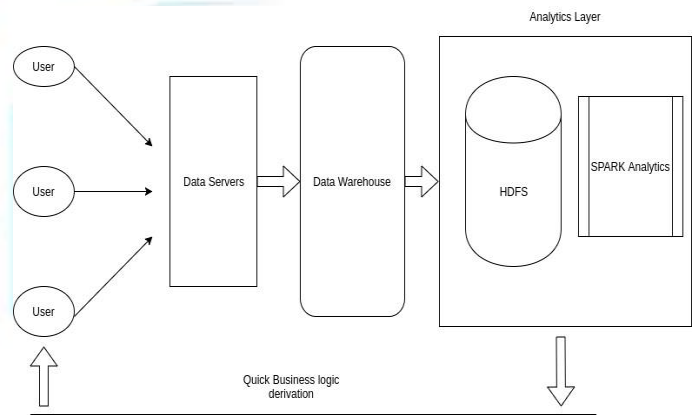 Analytics Layer
User
User
User
Data Servers
Data Warehouse
HDFS
SPARK Analytics
Quick Business logic
derivation